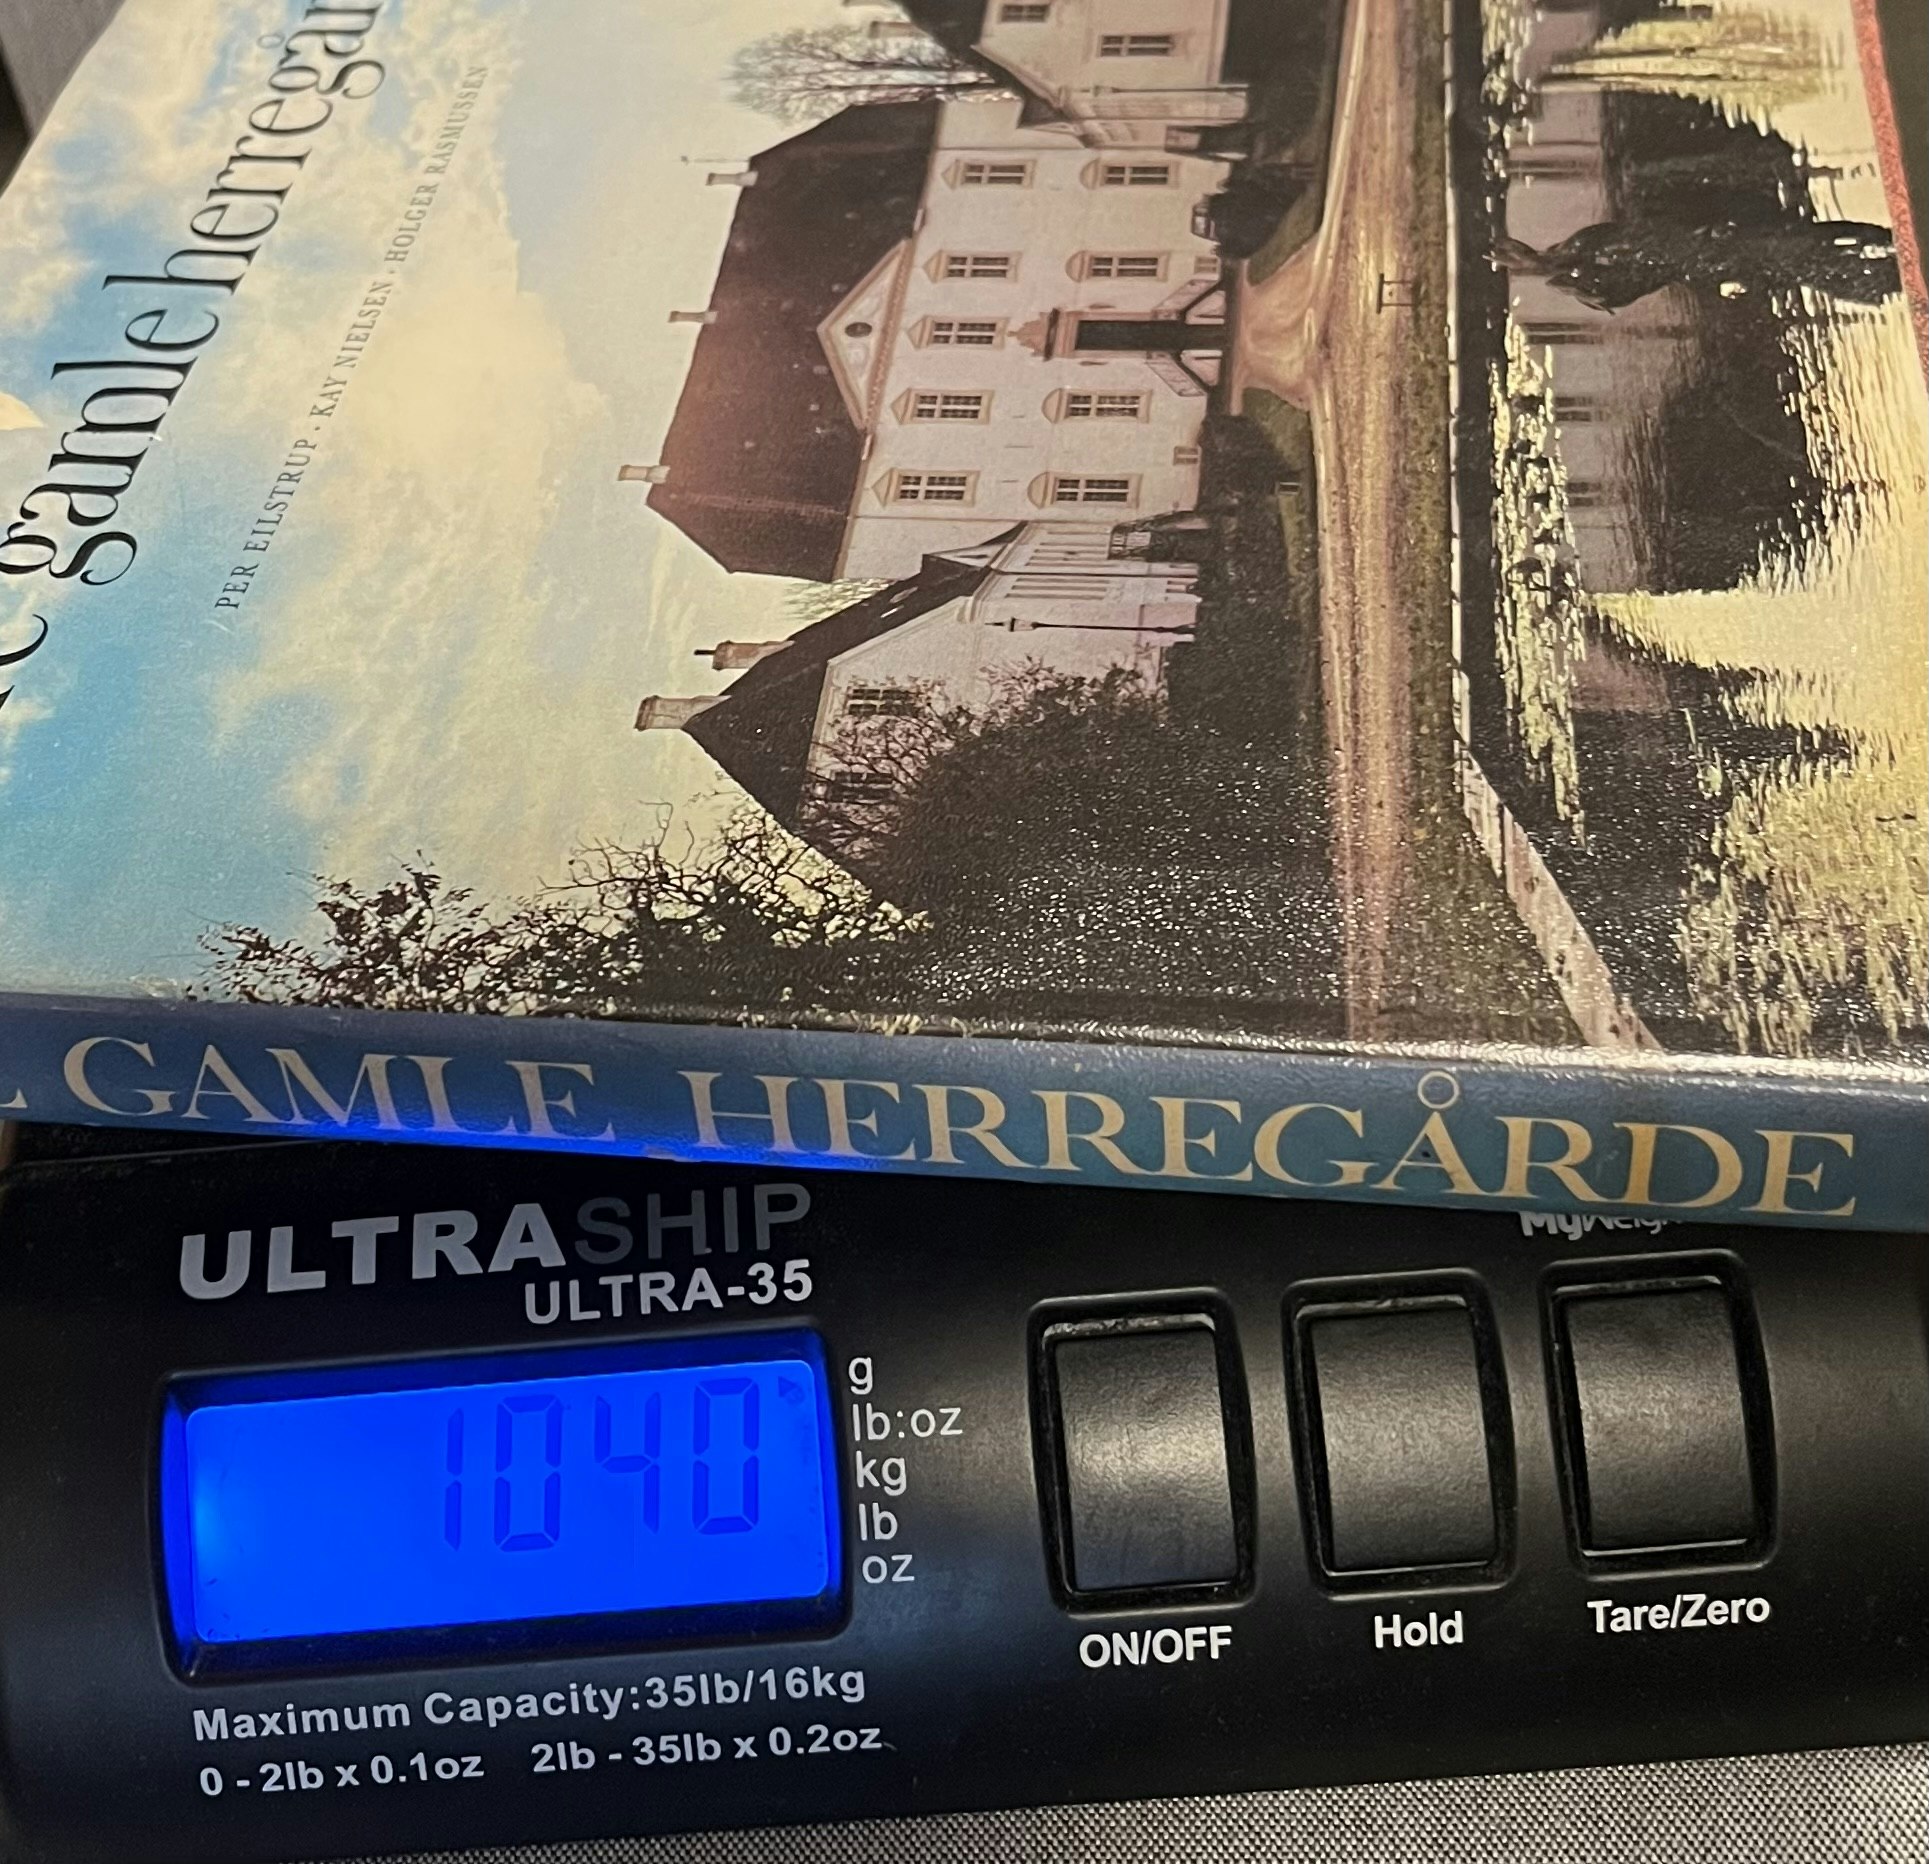 gamle herregår
PER EILSTRUP · KAY NIELSEN · HOLGER RASMUSSEN
GAMLE HERREGÅRDE
ULTRASHIP
ULTRA-35
MyWeigh
1040
g
lb:oz
kg
lb
oz
ON/OFF
Hold
Tare/Zero
Maximum Capacity:35lb/16kg
0 - 2lb x 0.1oz 2lb - 35lb x 0.2oz